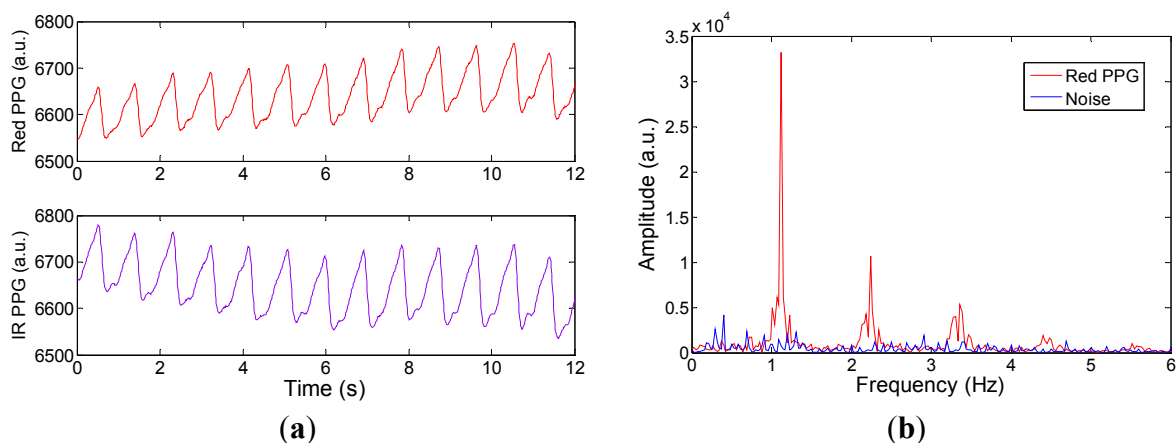 6800
6700
6600
6500
Red PPG (a.u.)
0 2 4 6 8 10 12
6800
6700
6600
6500
IR PPG (a.u.)
0 2 4 6 8 10 12
Time (s)
(a)
x 10⁴
3.5
3
2.5
2
1.5
1
0.5
0
Amplitude (a.u.)
Red PPG
Noise
0 1 2 3 4 5 6
Frequency (Hz)
(b)